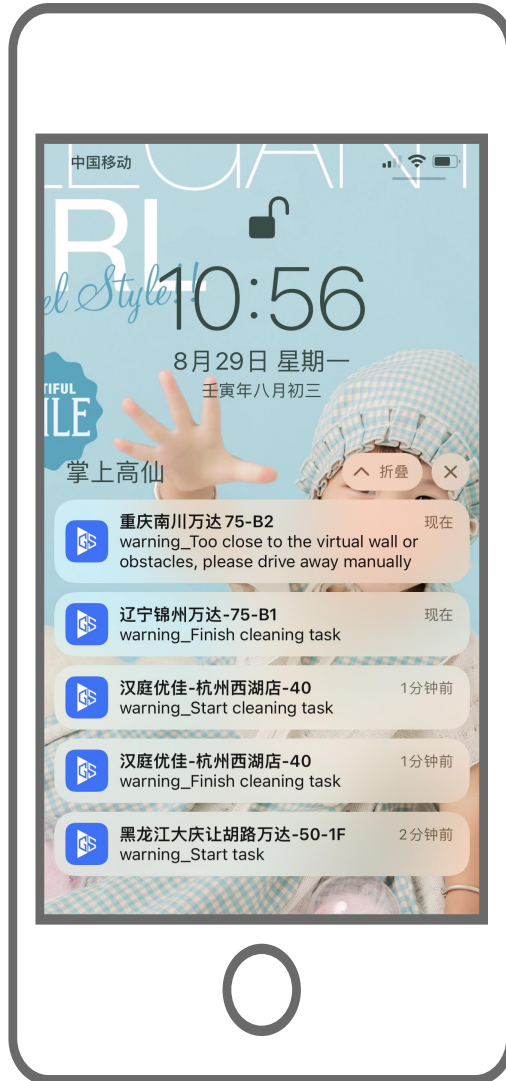 中国移动
ELEGANT
RL
el Style!!
10:56
8月29日 星期一
壬寅年八月初三
TIFUL
ILE
掌上高仙
折叠
重庆南川万达 75-B2 现在
warning_Too close to the virtual wall or
obstacles, please drive away manually
辽宁锦州万达-75-B1 现在
warning_Finish cleaning task
汉庭优佳-杭州西湖店-40 1分钟前
warning_Start cleaning task
汉庭优佳-杭州西湖店-40 1分钟前
warning_Finish cleaning task
黑龙江大庆让胡路万达-50-1F 2分钟前
warning_Start task